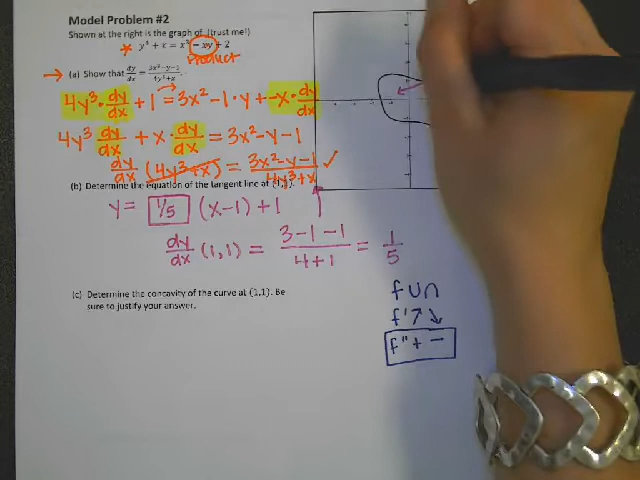 Model Problem #2
Shown at the right is the graph of (trust me!)
* y⁴ + x = x³ − xy + 2
product
→ (a) Show that dy/dx = (3x²−y−1)/(4y³+x).
4y³ · dy/dx + 1 = 3x² − 1 · y + −x · dy/dx
4y³ dy/dx + x · dy/dx = 3x² − y − 1
dy/dx (4y³+x) = (3x²−y−1)/(4y³+x) ✓
(b) Determine the equation of the tangent line at (1,1).
y = 1/5 (x−1) + 1
dy/dx (1,1) = (3−1−1)/(4+1) = 1/5
(c) Determine the concavity of the curve at (1,1). Be
sure to justify your answer.
f ∪ ∩
f' ↗ ↘
f'' + −